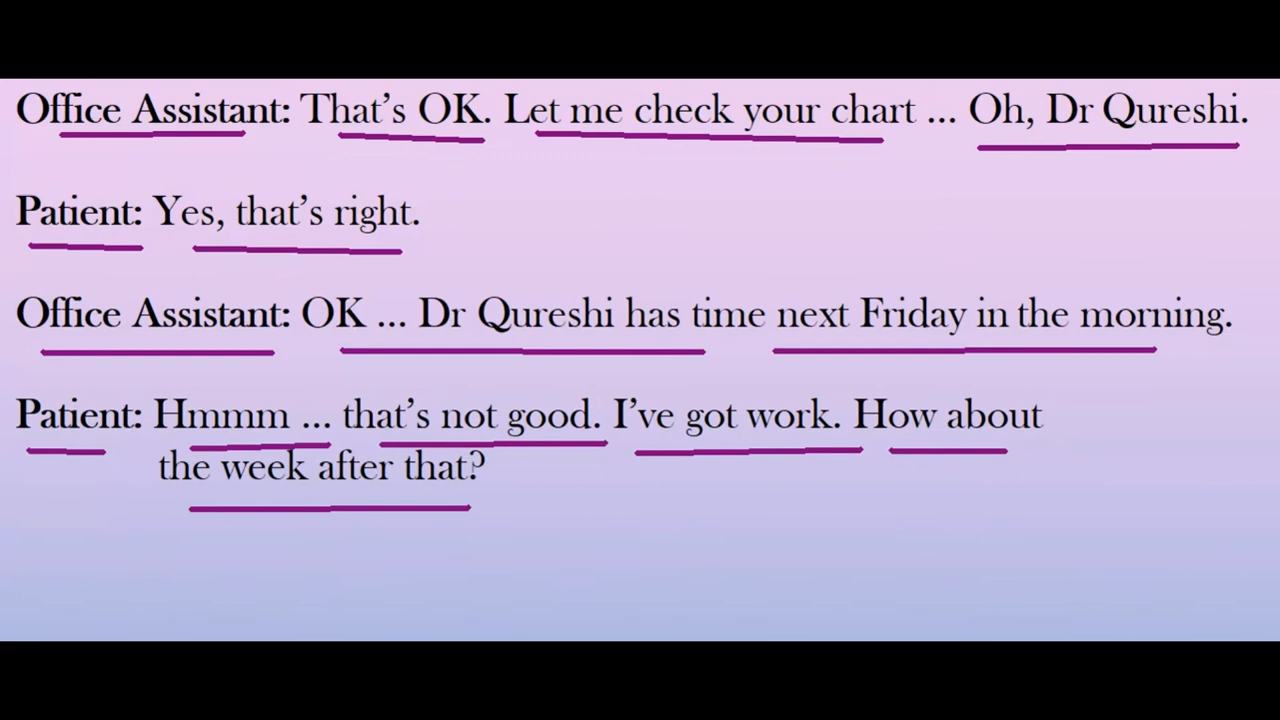 Office Assistant: That's OK. Let me check your chart ... Oh, Dr Qureshi.
Patient: Yes, that's right.
Office Assistant: OK ... Dr Qureshi has time next Friday in the morning.
Patient: Hmmm ... that's not good. I've got work. How about
the week after that?